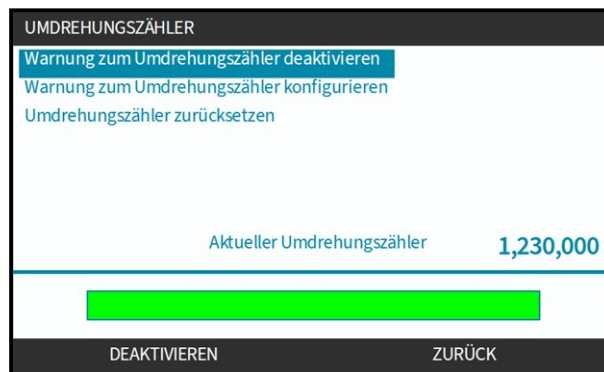 UMDREHUNGSZÄHLER
Warnung zum Umdrehungszähler deaktivieren
Warnung zum Umdrehungszähler konfigurieren
Umdrehungszähler zurücksetzen
Aktueller Umdrehungszähler 1,230,000
DEAKTIVIEREN ZURÜCK